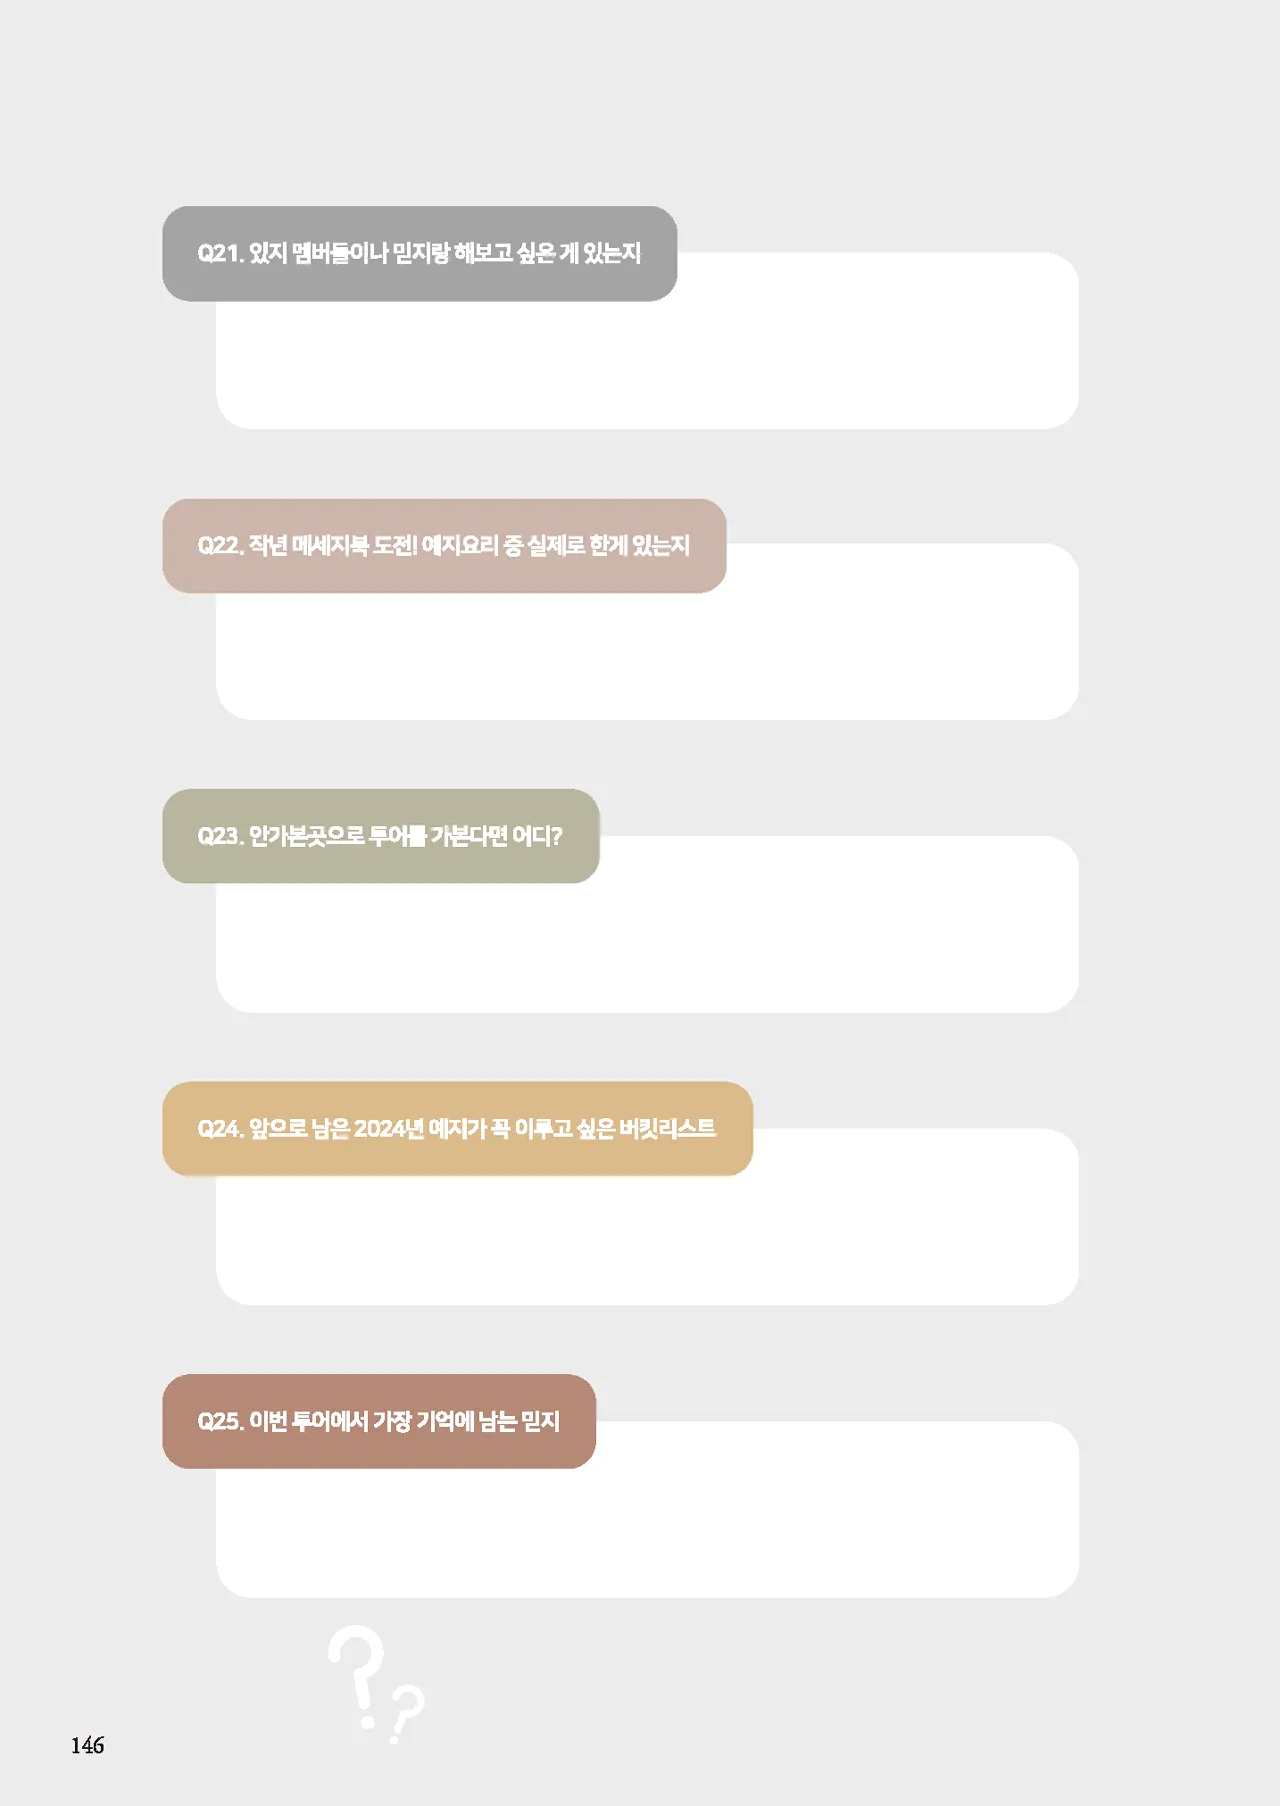 Q21. 있지 멤버들이나 믿지랑 해보고 싶은 게 있는지
Q22. 작년 메세지북 도전! 예지요리 중 실제로 한게 있는지
Q23. 안가본곳으로 투어를 가본다면 어디?
Q24. 앞으로 남은 2024년 예지가 꼭 이루고 싶은 버킷리스트
Q25. 이번 투어에서 가장 기억에 남는 믿지
??
146